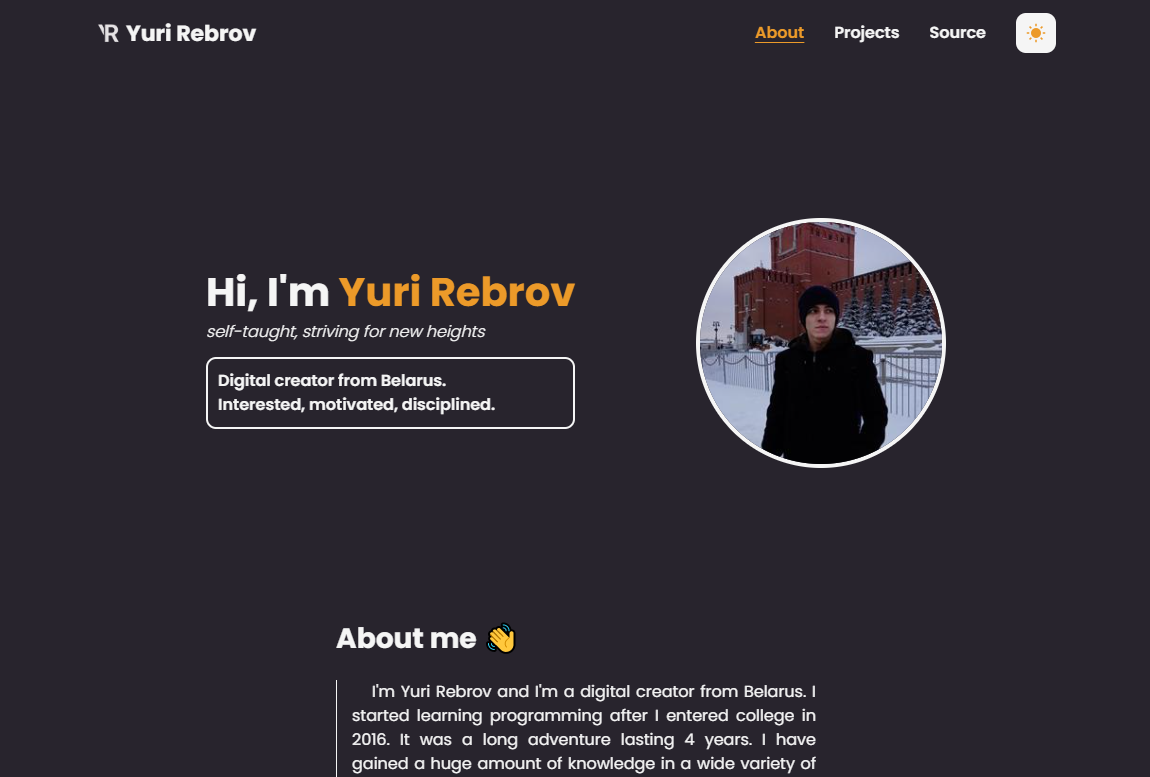 YR Yuri Rebrov
About Projects Source
Hi, I'm Yuri Rebrov
self-taught, striving for new heights
Digital creator from Belarus.
Interested, motivated, disciplined.
About me 👋
I'm Yuri Rebrov and I'm a digital creator from Belarus. I
started learning programming after I entered college in
2016. It was a long adventure lasting 4 years. I have
gained a huge amount of knowledge in a wide variety of